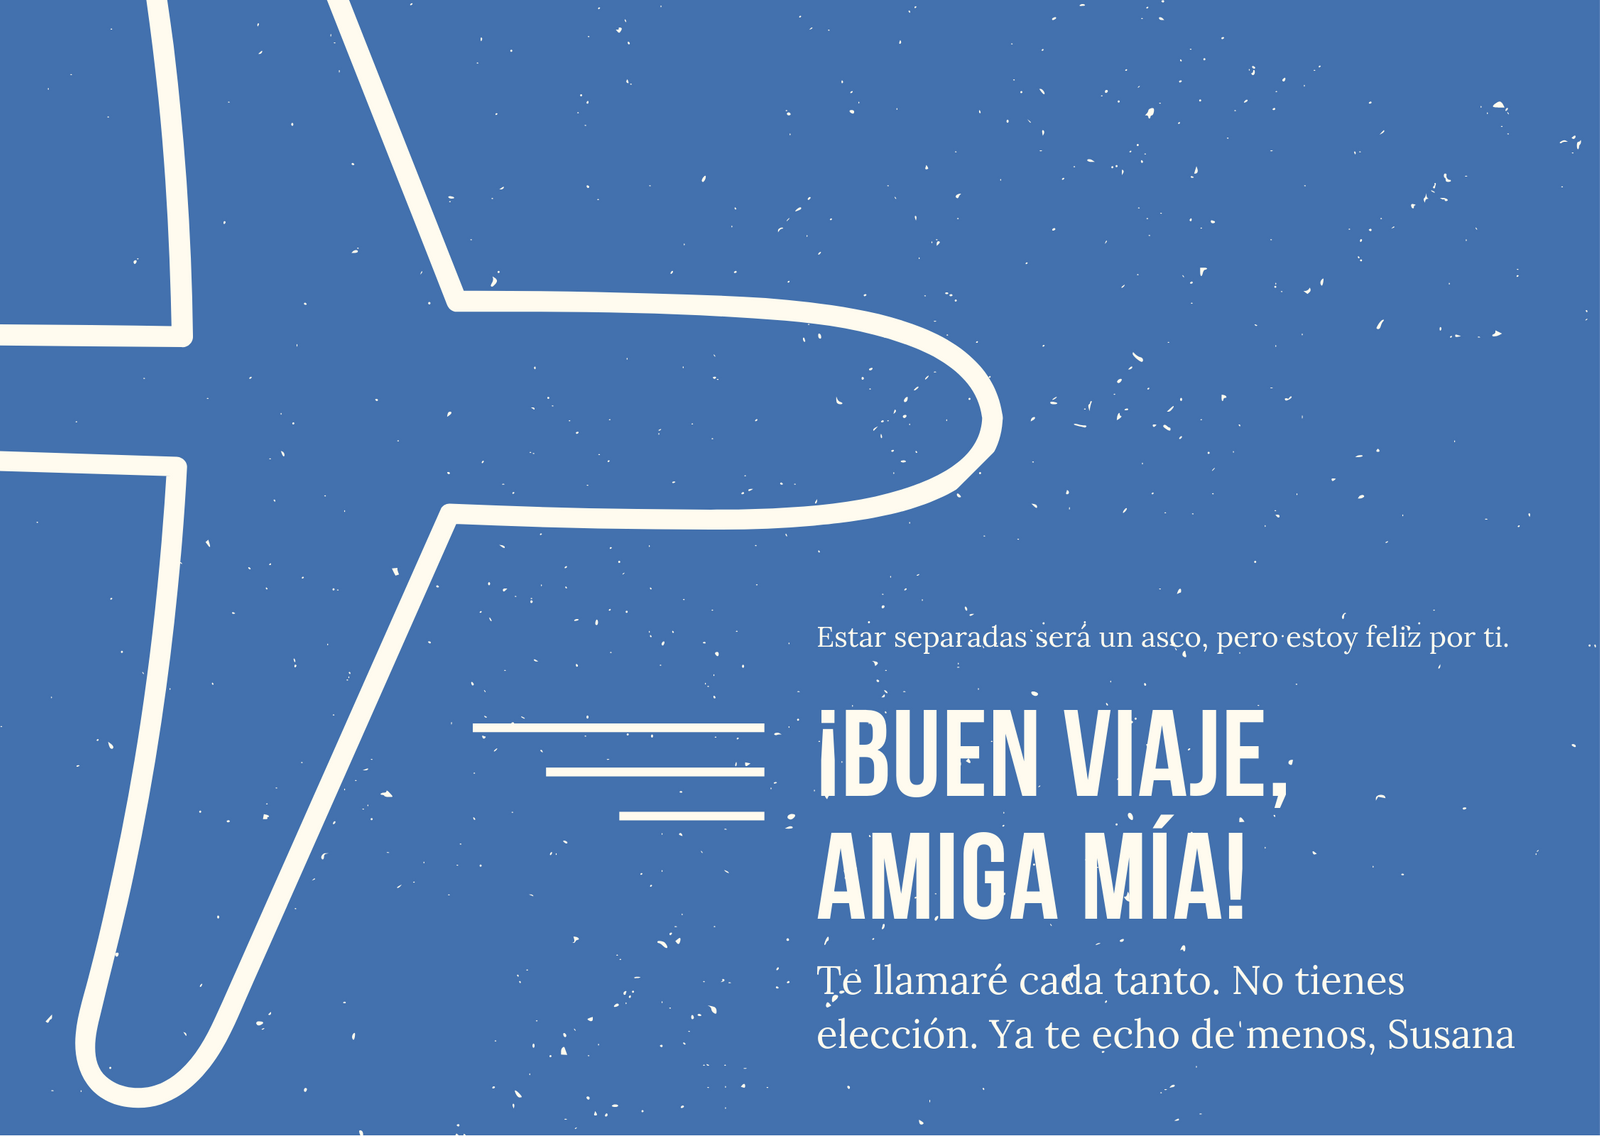 Estar separadas será un asco, pero estoy feliz por ti.
¡BUEN VIAJE,
AMIGA MÍA!
Te llamaré cada tanto. No tienes
elección. Ya te echo de menos, Susana